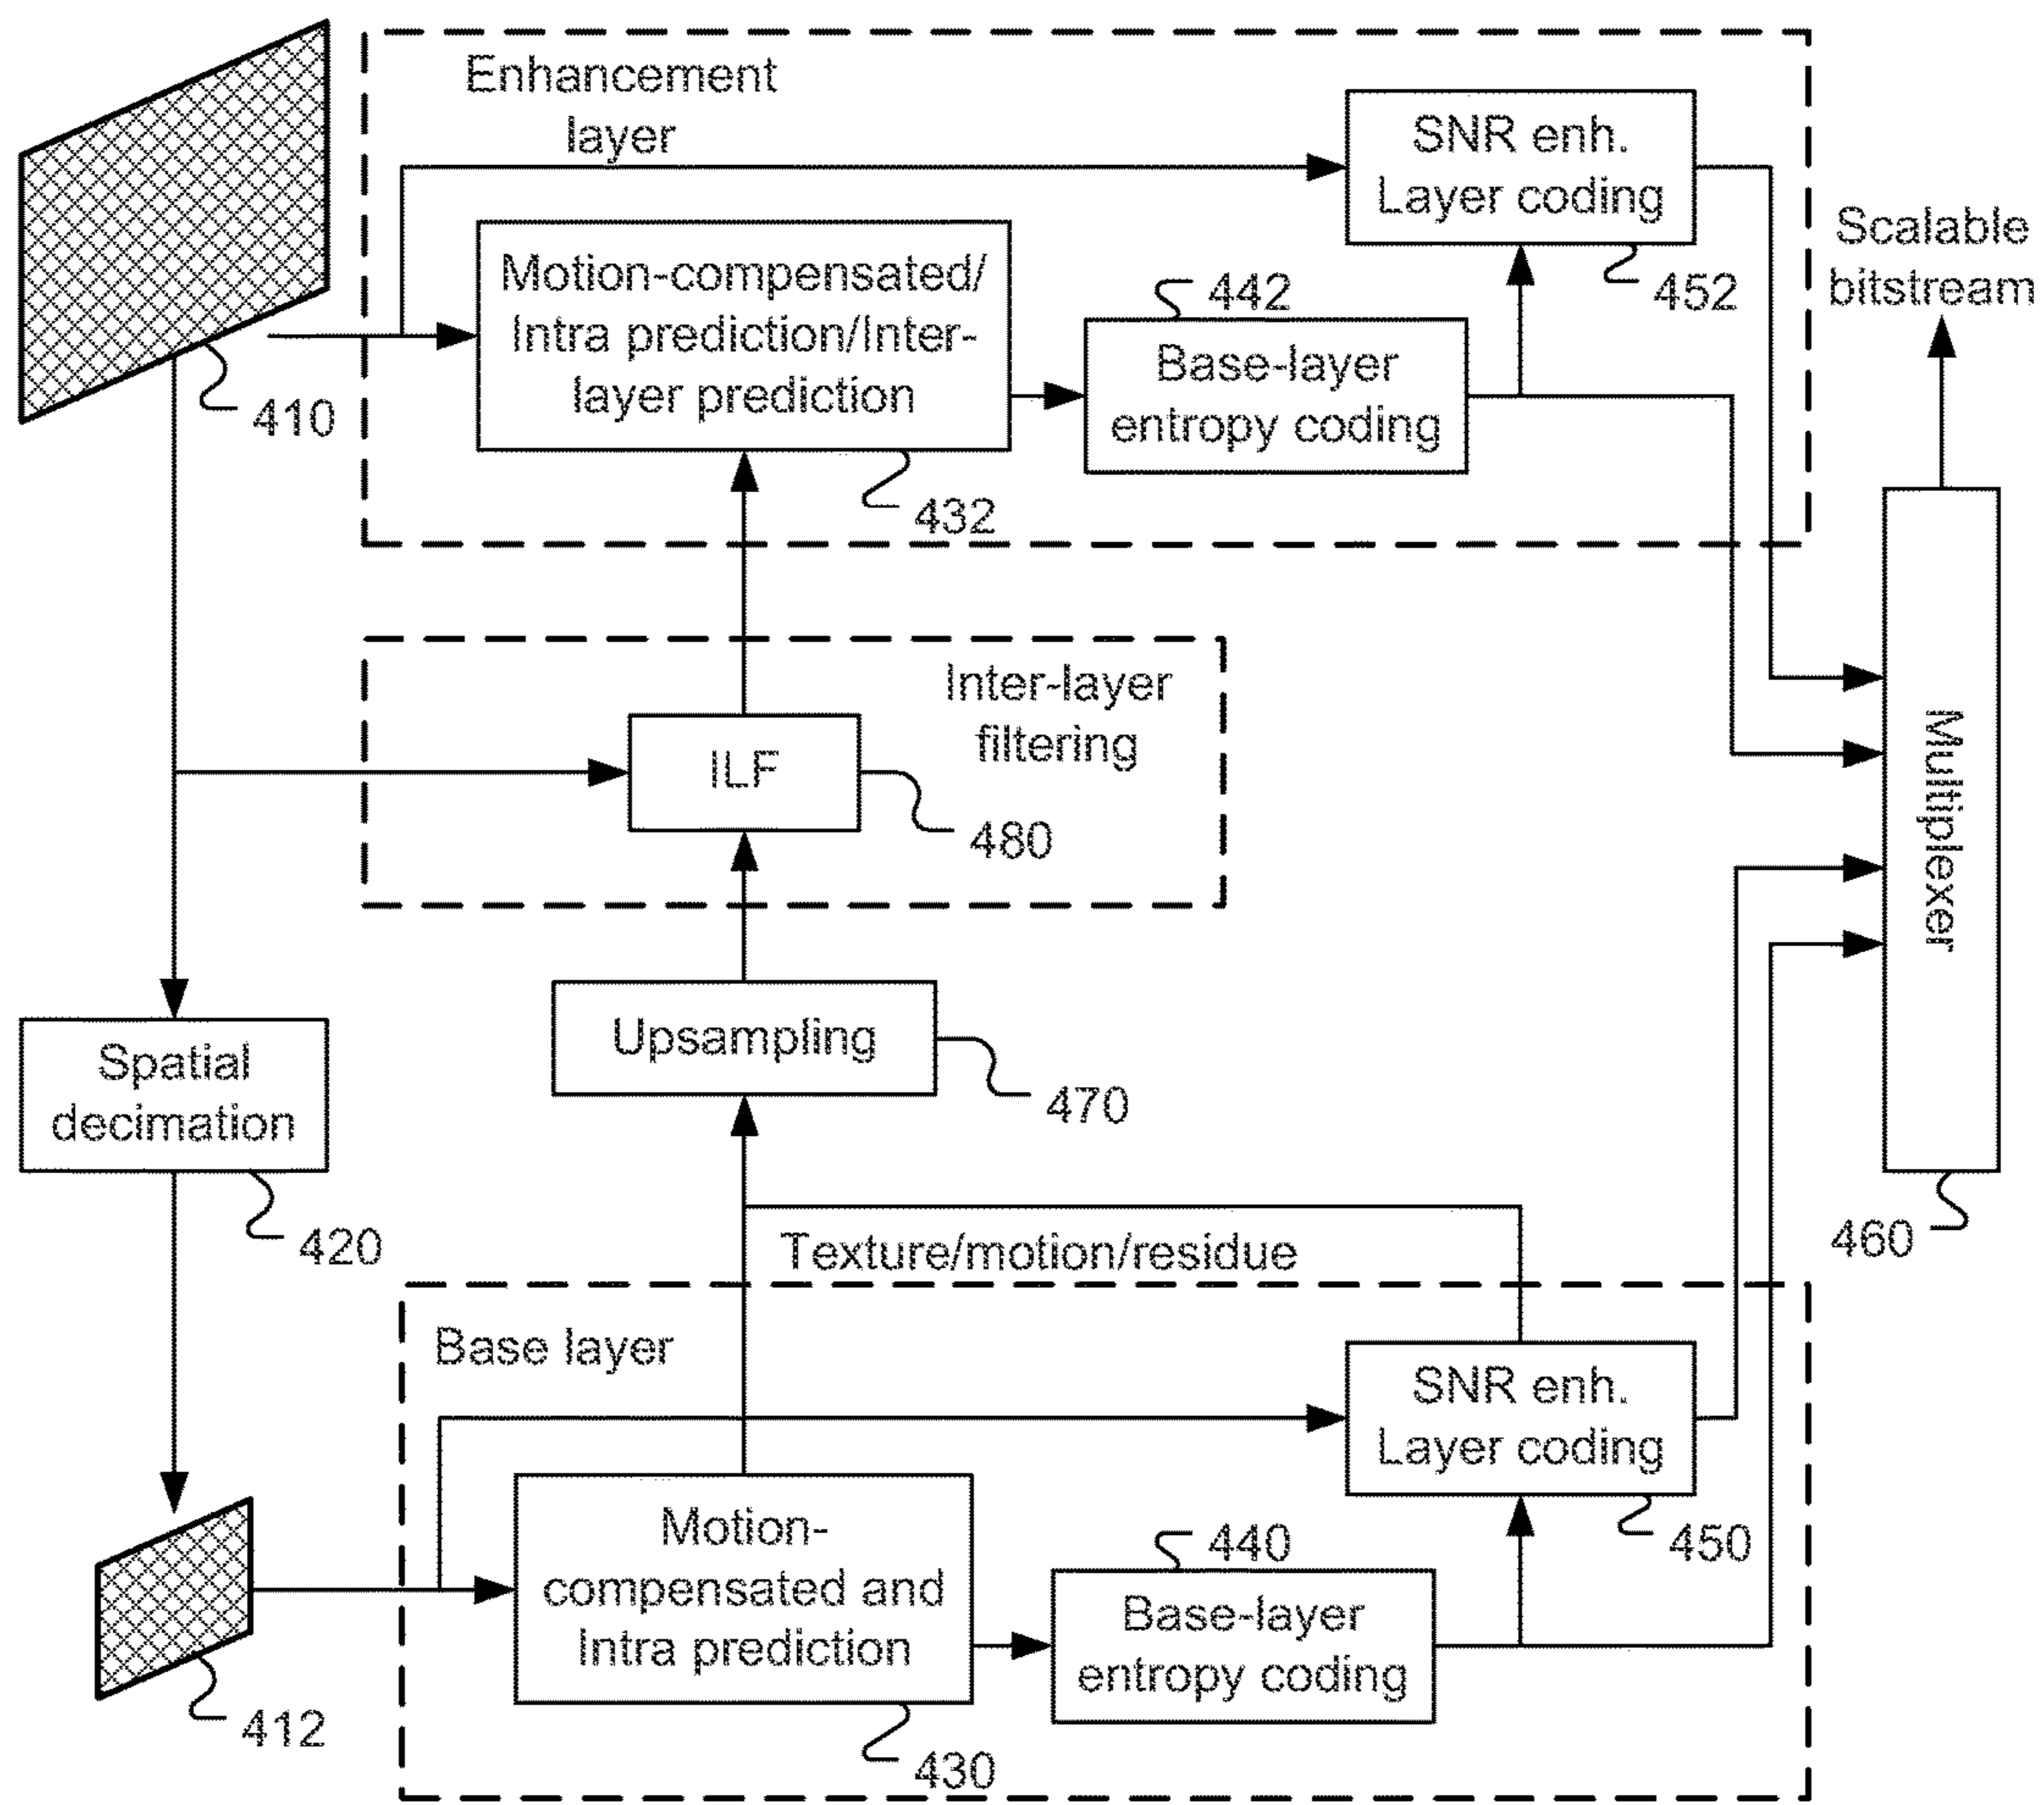 Enhancement
layer
SNR enh.
Layer coding
452
Scalable
bitstream
Motion-compensated/
Intra prediction/Inter-
layer prediction
432
442
Base-layer
entropy coding
410
Inter-layer
filtering
ILF
480
Multiplexer
460
Upsampling
470
Spatial
decimation
420
Texture/motion/residue
Base layer
SNR enh.
Layer coding
450
Motion-
compensated and
Intra prediction
430
440
Base-layer
entropy coding
412